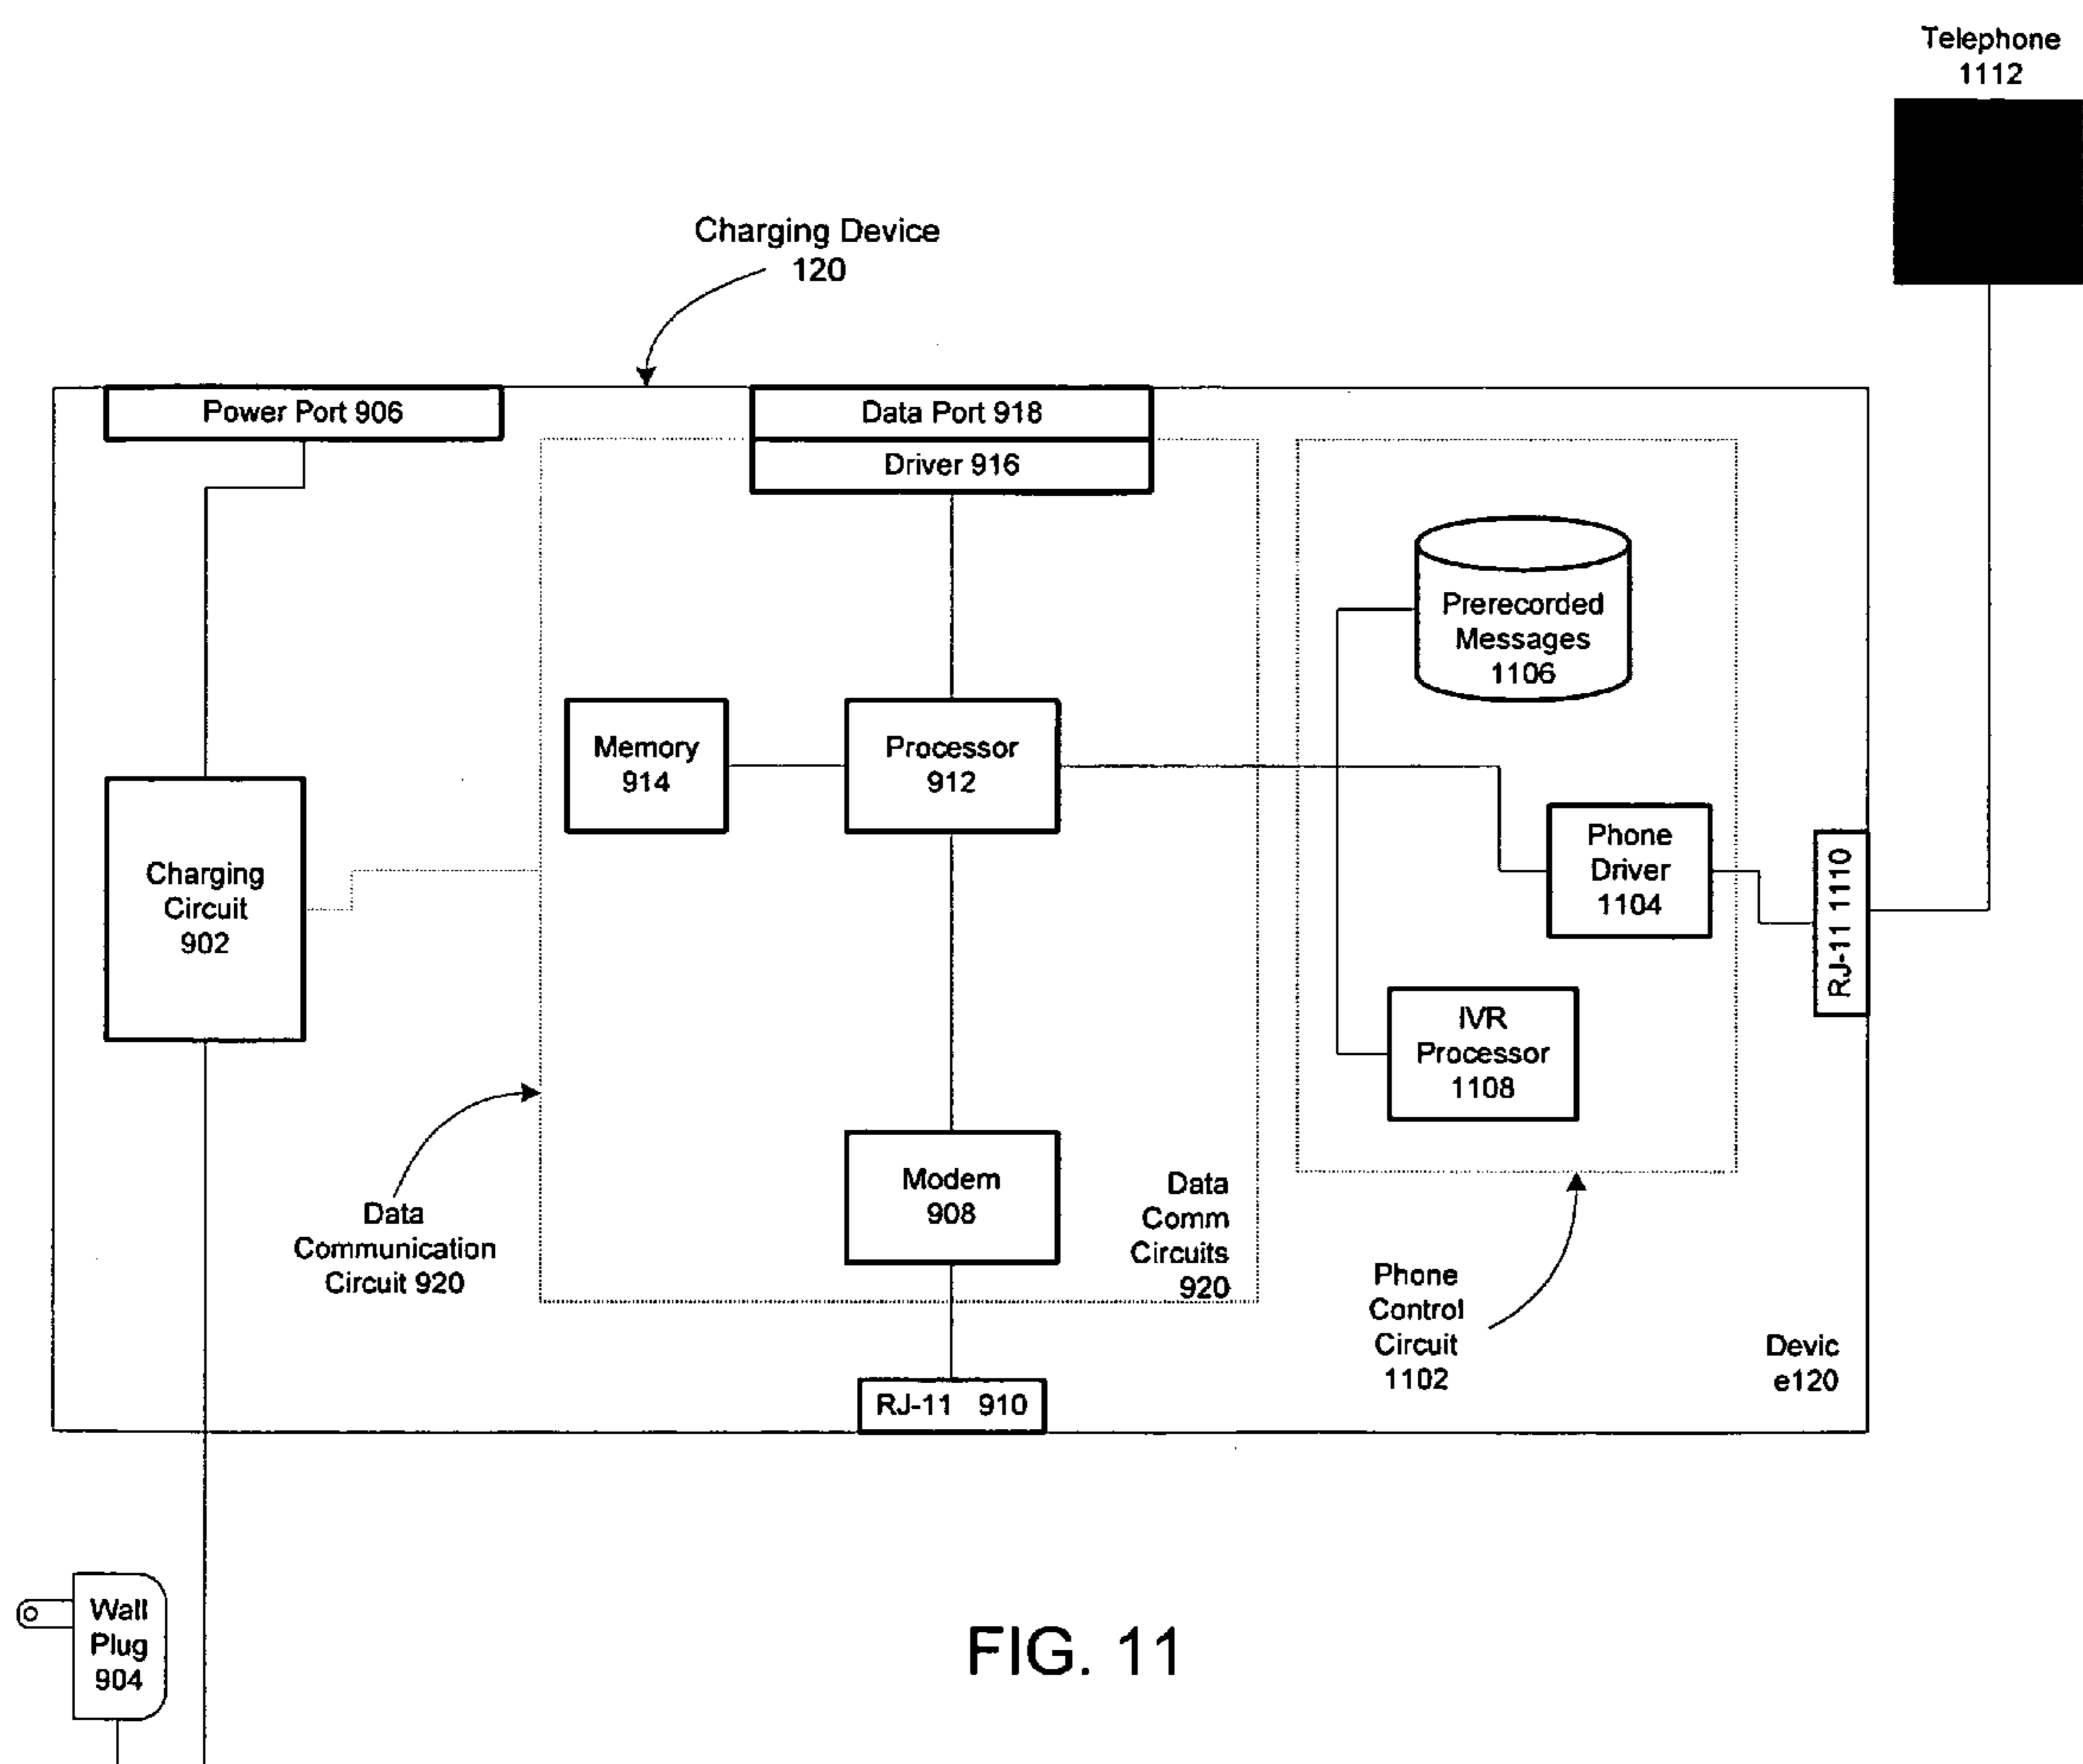 Telephone
1112
Charging Device
120
Power Port 906
Data Port 918
Driver 916
Prerecorded
Messages
1106
Memory
914
Processor
912
Phone
Driver
1104
RJ-11 1110
Charging
Circuit
902
IVR
Processor
1108
Modem
908
Data
Comm
Circuits
920
Data
Communication
Circuit 920
Phone
Control
Circuit
1102
Devic
e120
RJ-11 910
Wall
Plug
904
FIG. 11